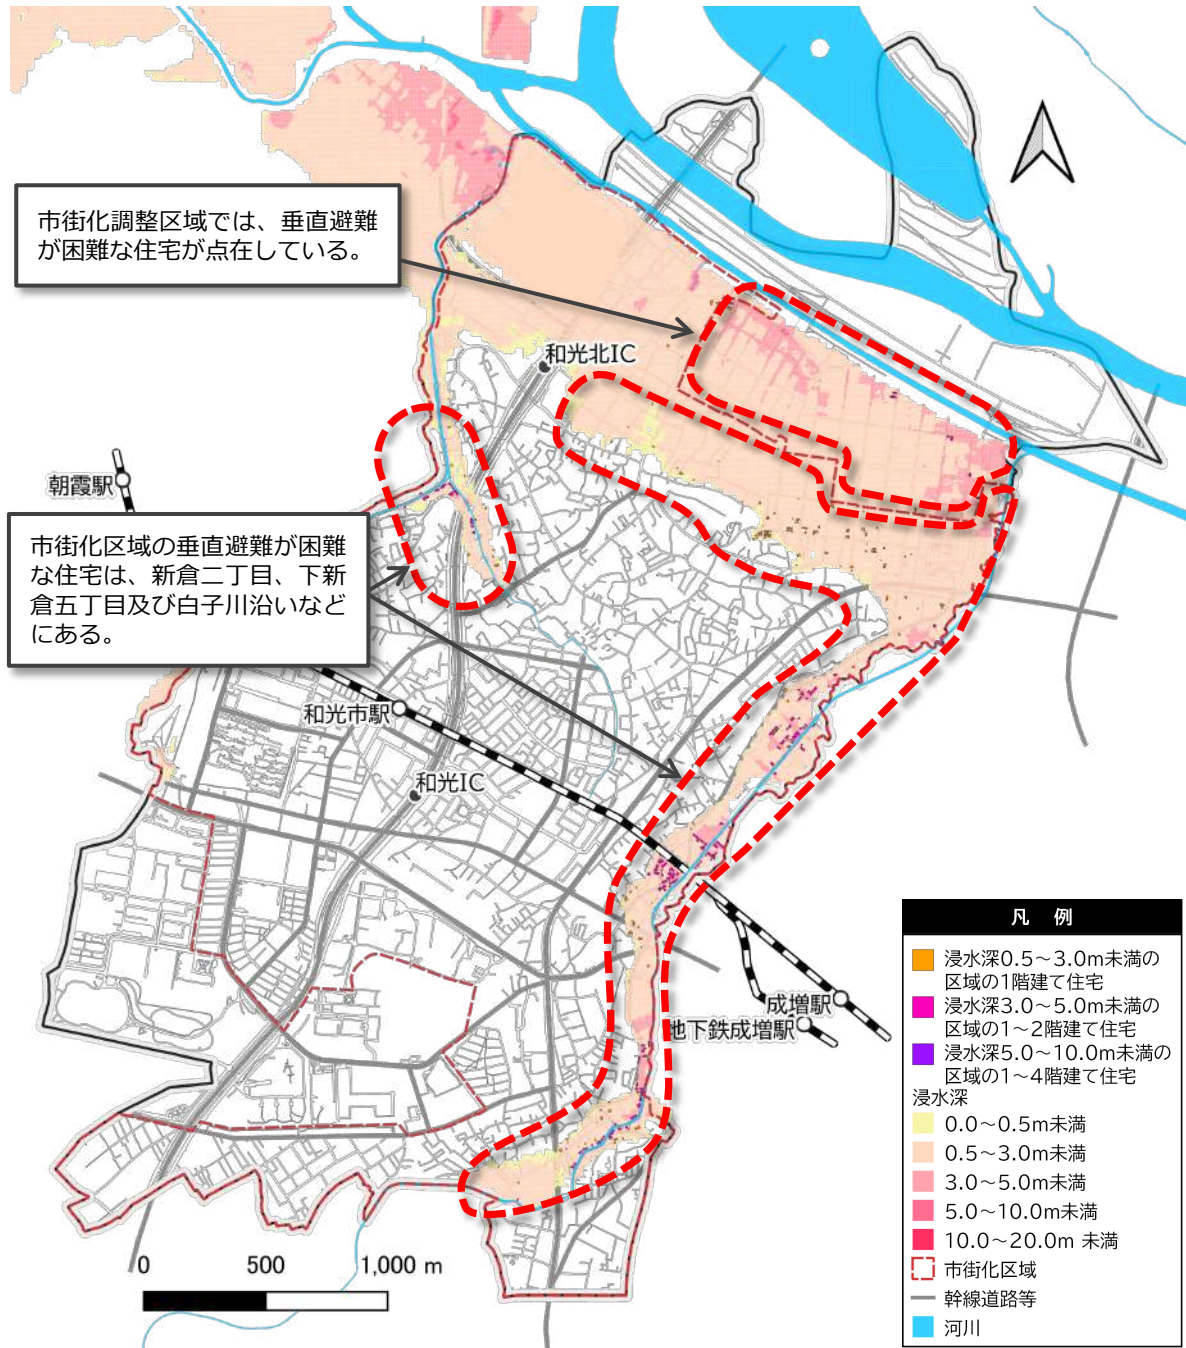 市街化調整区域では、垂直避難
が困難な住宅が点在している。
和光北IC
朝霞駅
市街化区域の垂直避難が困難
な住宅は、新倉二丁目、下新
倉五丁目及び白子川沿いなど
にある。
和光市駅
和光IC
成増駅
地下鉄成増駅
凡 例
浸水深0.5～3.0m未満の
区域の1階建て住宅
浸水深3.0～5.0m未満の
区域の1～2階建て住宅
浸水深5.0～10.0m未満の
区域の1～4階建て住宅
浸水深
0.0～0.5m未満
0.5～3.0m未満
3.0～5.0m未満
5.0～10.0m未満
10.0～20.0m 未満
市街化区域
幹線道路等
河川
0 500 1,000 m